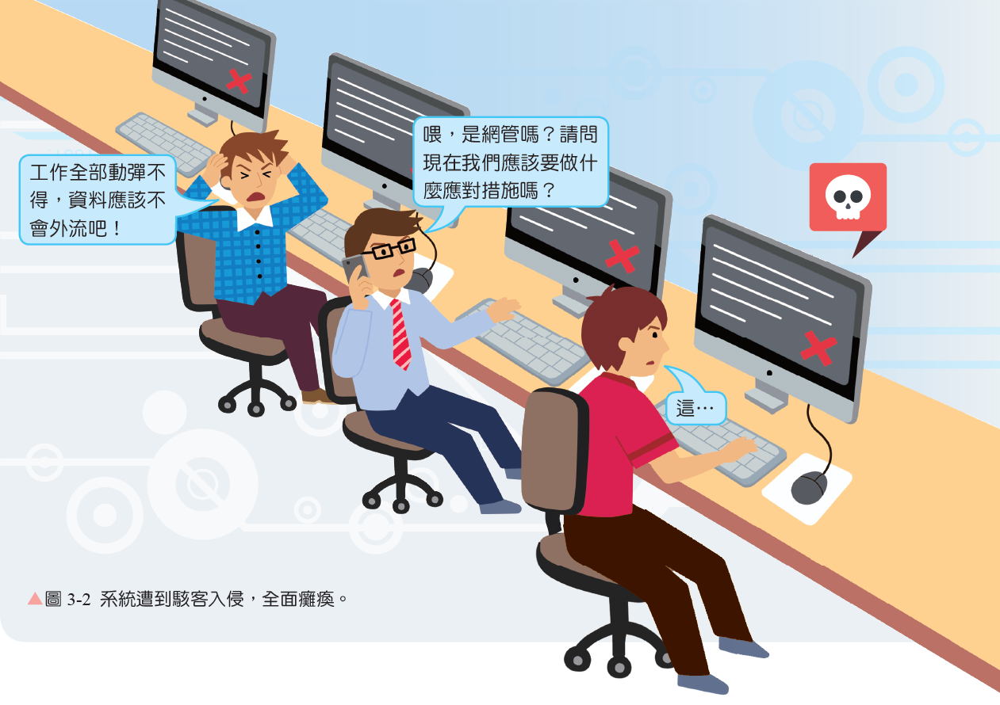 工作全部動彈不
得，資料應該不
會外流吧！
喂，是網管嗎？請問
現在我們應該要做什
麼應對措施嗎？
這…
▲圖 3-2 系統遭到駭客入侵，全面癱瘓。